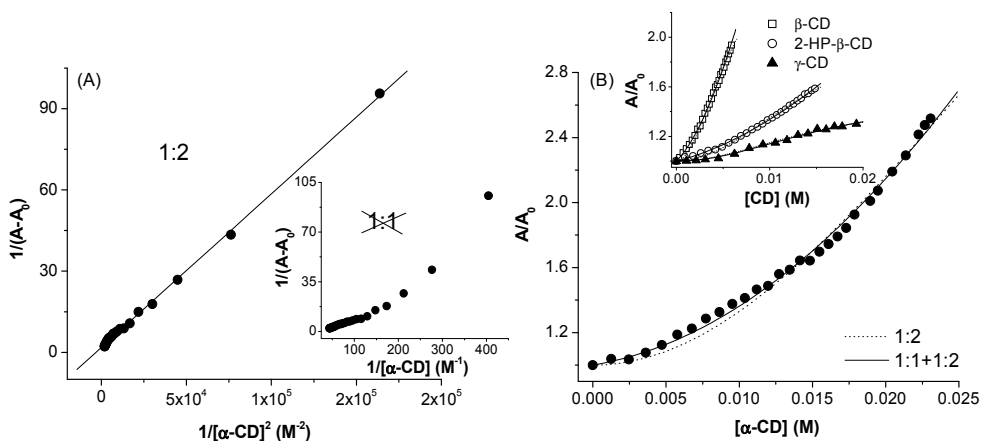 (A)
1:2
1/(A-A₀)
90
60
30
0
0
5x10⁴
1x10⁵
2x10⁵
2x10⁵
1/[α-CD]² (M⁻²)
1:1
1/(A-A₀)
105
70
35
0
100
200
300
400
1/[α-CD] (M⁻¹)
(B)
A/A₀
2.8
2.4
2.0
1.6
1.2
0.000
0.005
0.010
0.015
0.020
0.025
[α-CD] (M)
1:2
1:1+1:2
β-CD
2-HP-β-CD
γ-CD
A/A₀
2.0
1.6
1.2
0.00
0.01
0.02
[CD] (M)